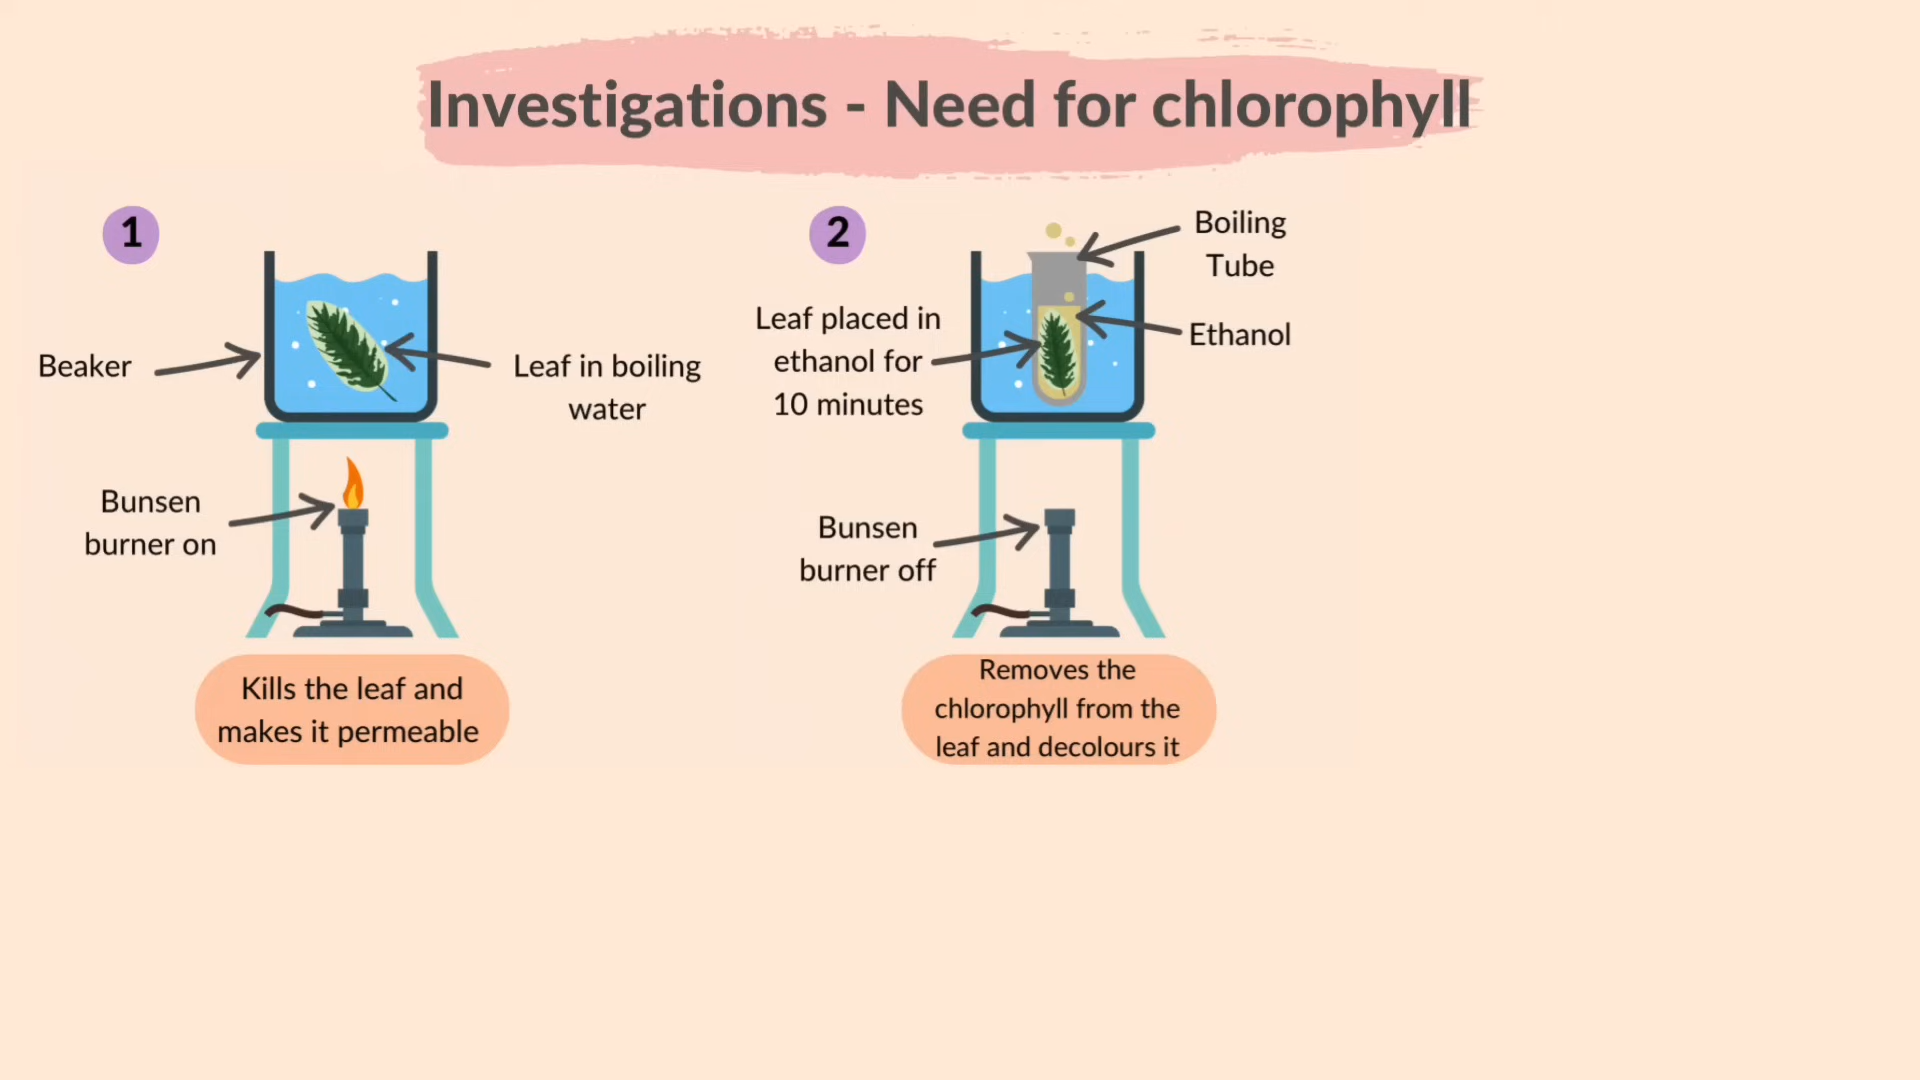 Investigations - Need for chlorophyll
1
Beaker
Leaf in boiling
water
Bunsen
burner on
Kills the leaf and
makes it permeable
2
Boiling
Tube
Leaf placed in
ethanol for
10 minutes
Ethanol
Bunsen
burner off
Removes the
chlorophyll from the
leaf and decolours it